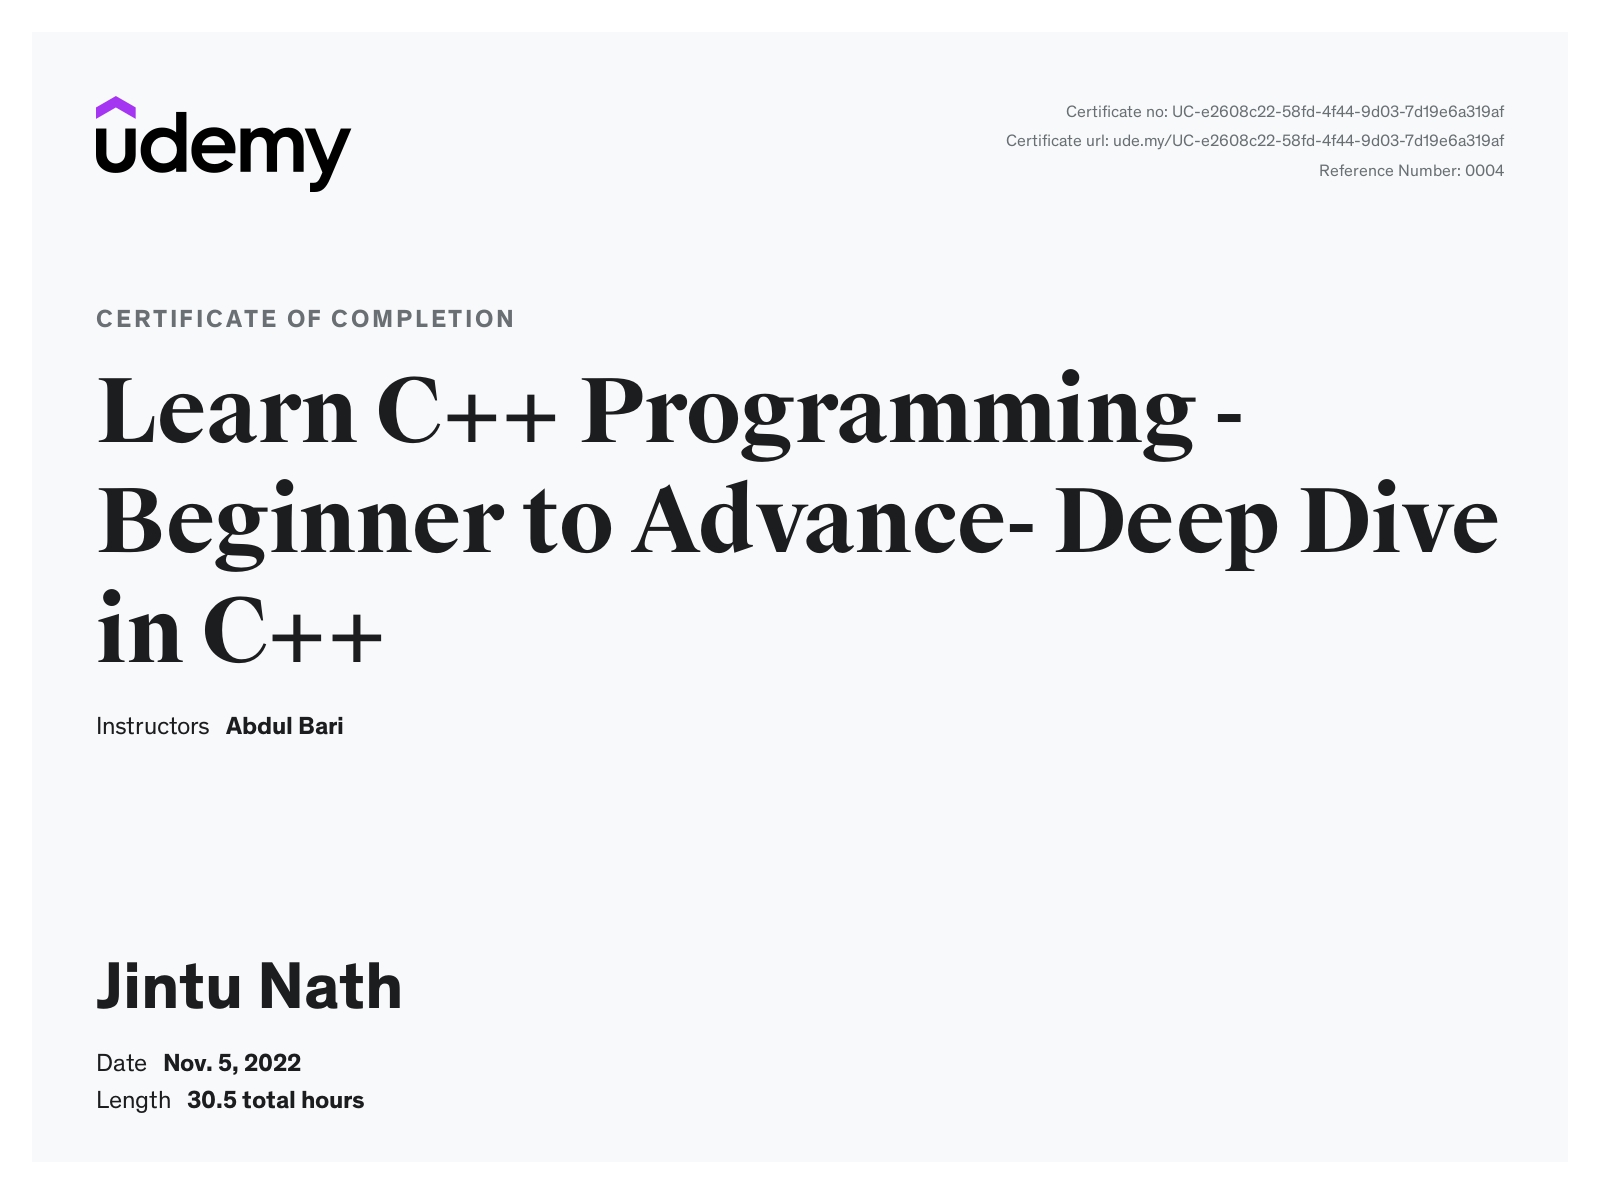 udemy
Certificate no: UC-e2608c22-58fd-4f44-9d03-7d19e6a319af
Certificate url: ude.my/UC-e2608c22-58fd-4f44-9d03-7d19e6a319af
Reference Number: 0004
CERTIFICATE OF COMPLETION
Learn C++ Programming -
Beginner to Advance- Deep Dive
in C++
Instructors Abdul Bari
Jintu Nath
Date Nov. 5, 2022
Length 30.5 total hours